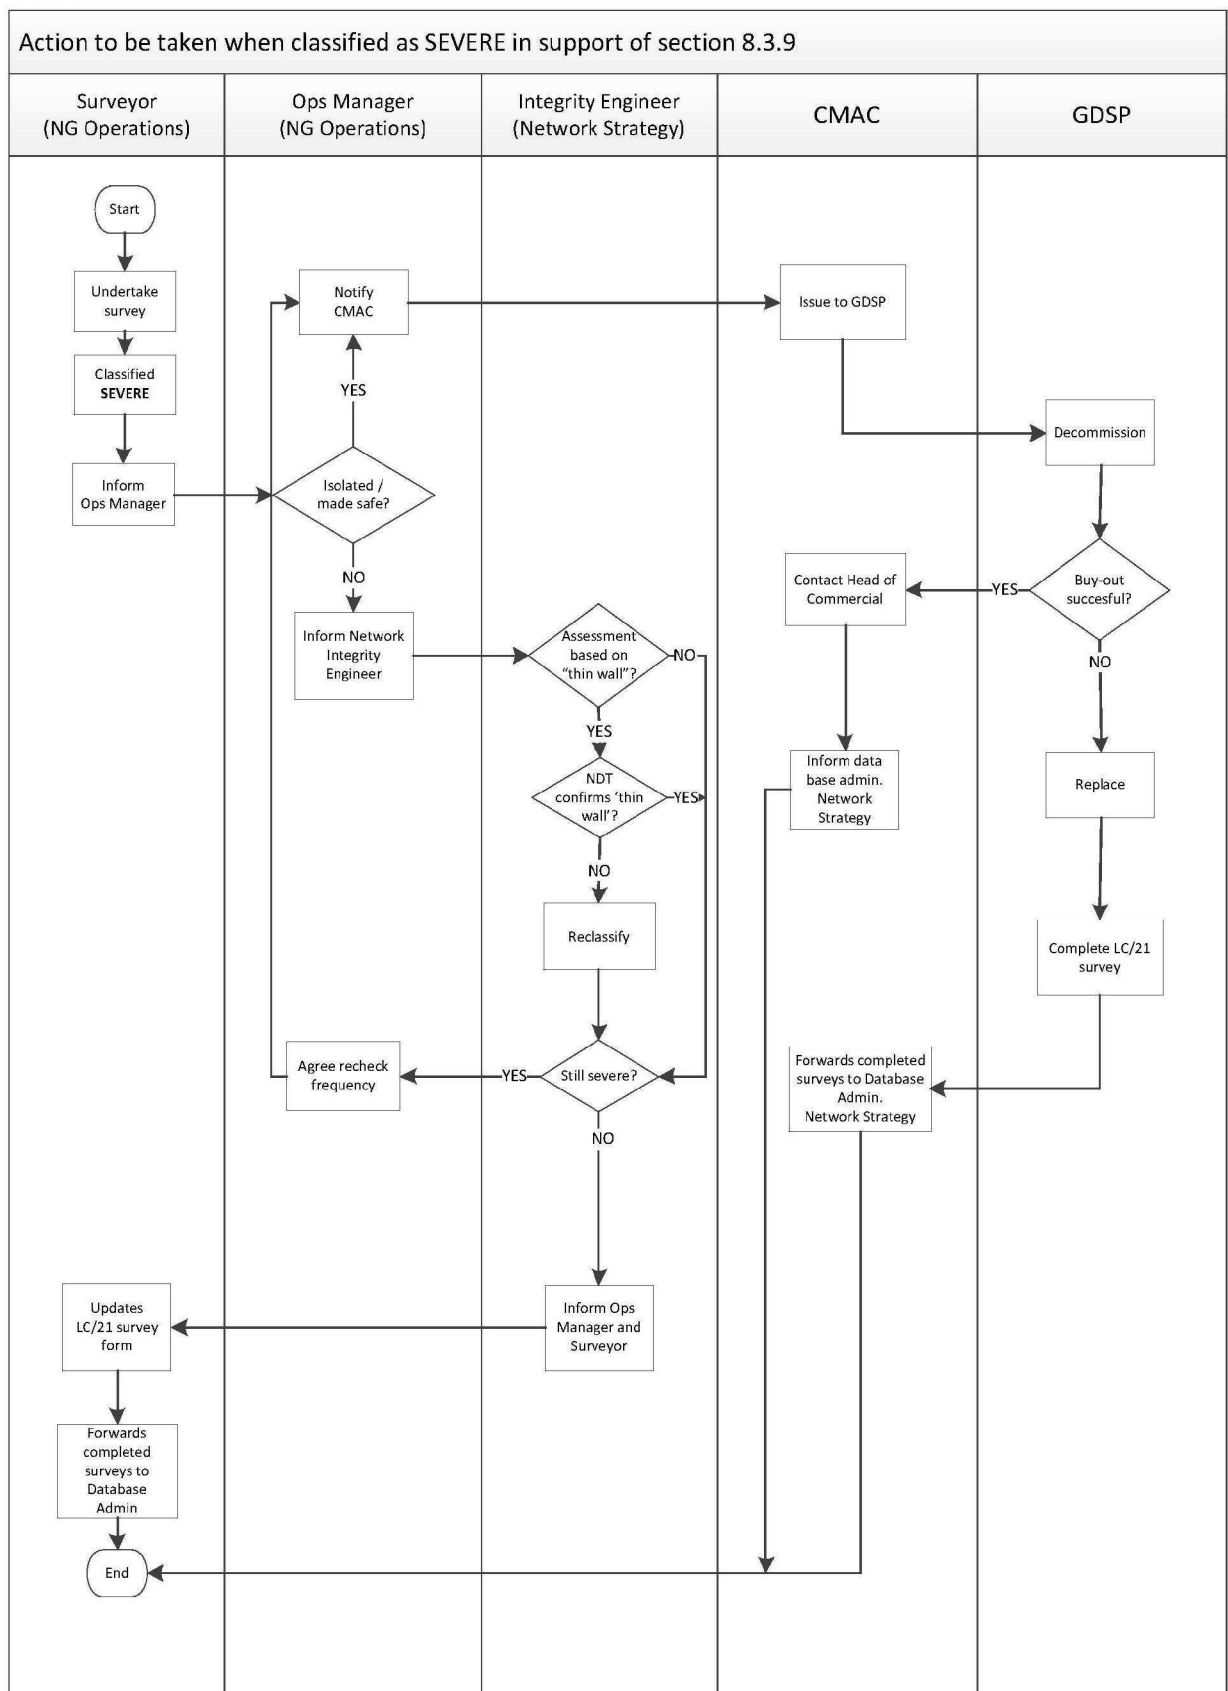 Action to be taken when classified as SEVERE in support of section 8.3.9
Surveyor
(NG Operations)
Ops Manager
(NG Operations)
Integrity Engineer
(Network Strategy)
CMAC
GDSP
Start
Undertake
survey
Classified
SEVERE
Inform
Ops Manager
Notify
CMAC
YES
Isolated /
made safe?
NO
Inform Network
Integrity
Engineer
Assessment
based on
“thin wall”?
NO
YES
NDT
confirms ‘thin
wall’?
YES
NO
Reclassify
Still severe?
YES
Agree recheck
frequency
NO
Inform Ops
Manager and
Surveyor
Updates
LC/21 survey
form
Forwards
completed
surveys to
Database
Admin
End
Issue to GDSP
Decommission
Buy-out
succesful?
YES
Contact Head of
Commercial
Inform data
base admin.
Network
Strategy
NO
Replace
Complete LC/21
survey
Forwards completed
surveys to Database
Admin.
Network Strategy